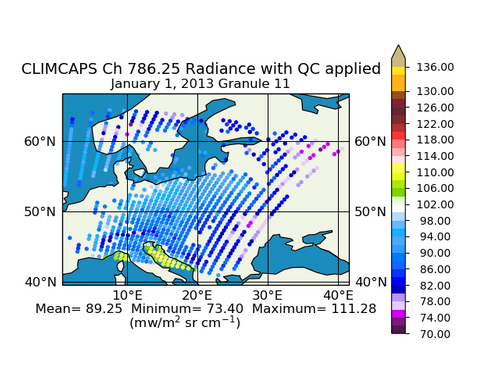 CLIMCAPS Ch 786.25 Radiance with QC applied
January 1, 2013 Granule 11
60°N 60°N
50°N 50°N
40°N 40°N
10°E 20°E 30°E 40°E
Mean= 89.25 Minimum= 73.40 Maximum= 111.28
(mw/m² sr cm⁻¹)
136.00
130.00
126.00
122.00
118.00
114.00
110.00
106.00
102.00
98.00
94.00
90.00
86.00
82.00
78.00
74.00
70.00